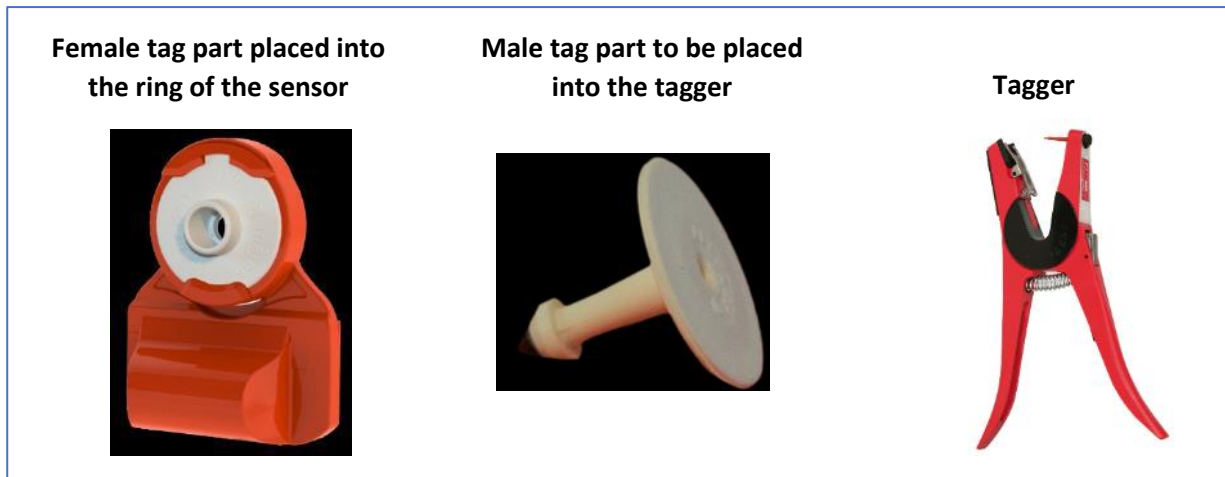 Female tag part placed into
the ring of the sensor
Male tag part to be placed
into the tagger
Tagger